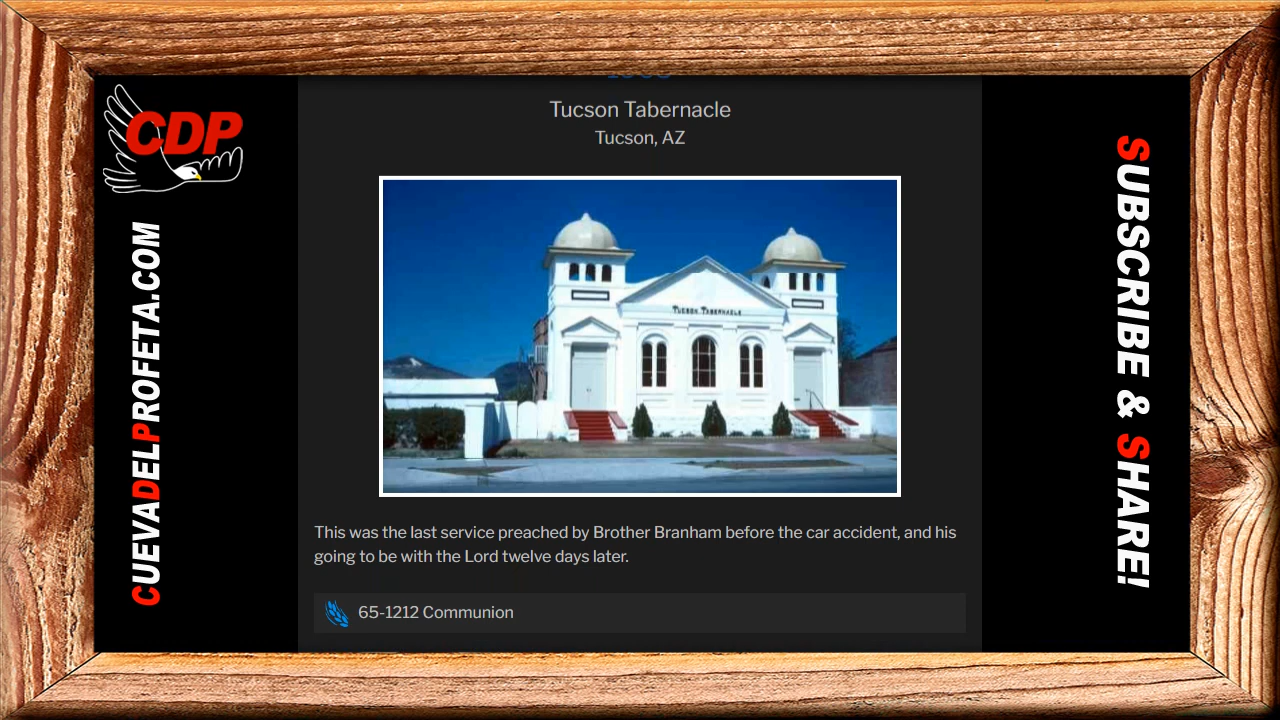 CDP
CUEVADELPROFETA.COM
Tucson Tabernacle
Tucson, AZ
TUCSON TABERNACLE
This was the last service preached by Brother Branham before the car accident, and his
going to be with the Lord twelve days later.
65-1212 Communion
SUBSCRIBE & SHARE!